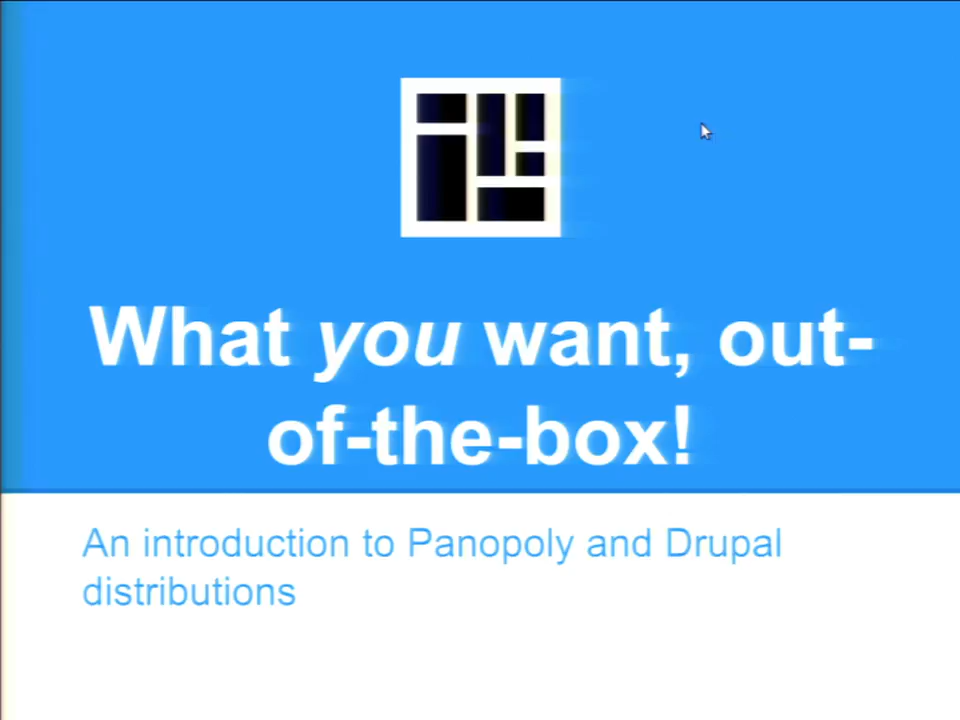 What you want, out-
of-the-box!
An introduction to Panopoly and Drupal
distributions